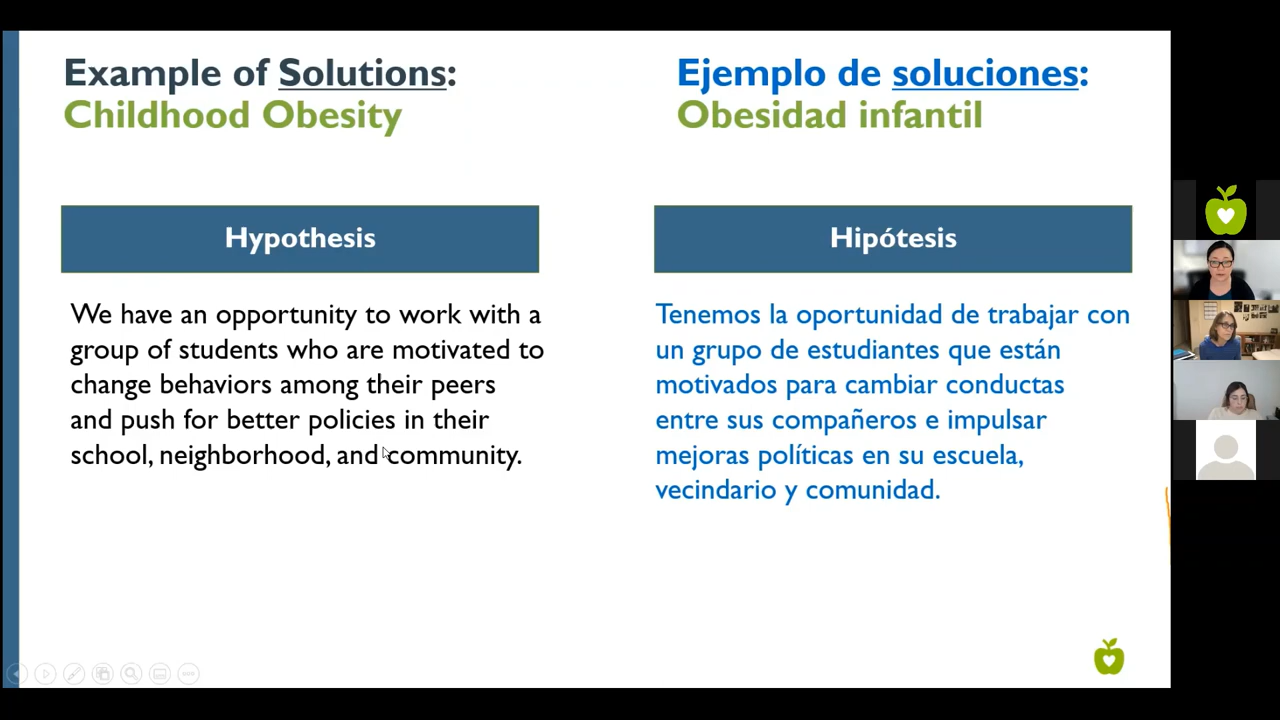 Example of Solutions:
Childhood Obesity
Hypothesis
We have an opportunity to work with a
group of students who are motivated to
change behaviors among their peers
and push for better policies in their
school, neighborhood, and community.
Ejemplo de soluciones:
Obesidad infantil
Hipótesis
Tenemos la oportunidad de trabajar con
un grupo de estudiantes que están
motivados para cambiar conductas
entre sus compañeros e impulsar
mejoras políticas en su escuela,
vecindario y comunidad.